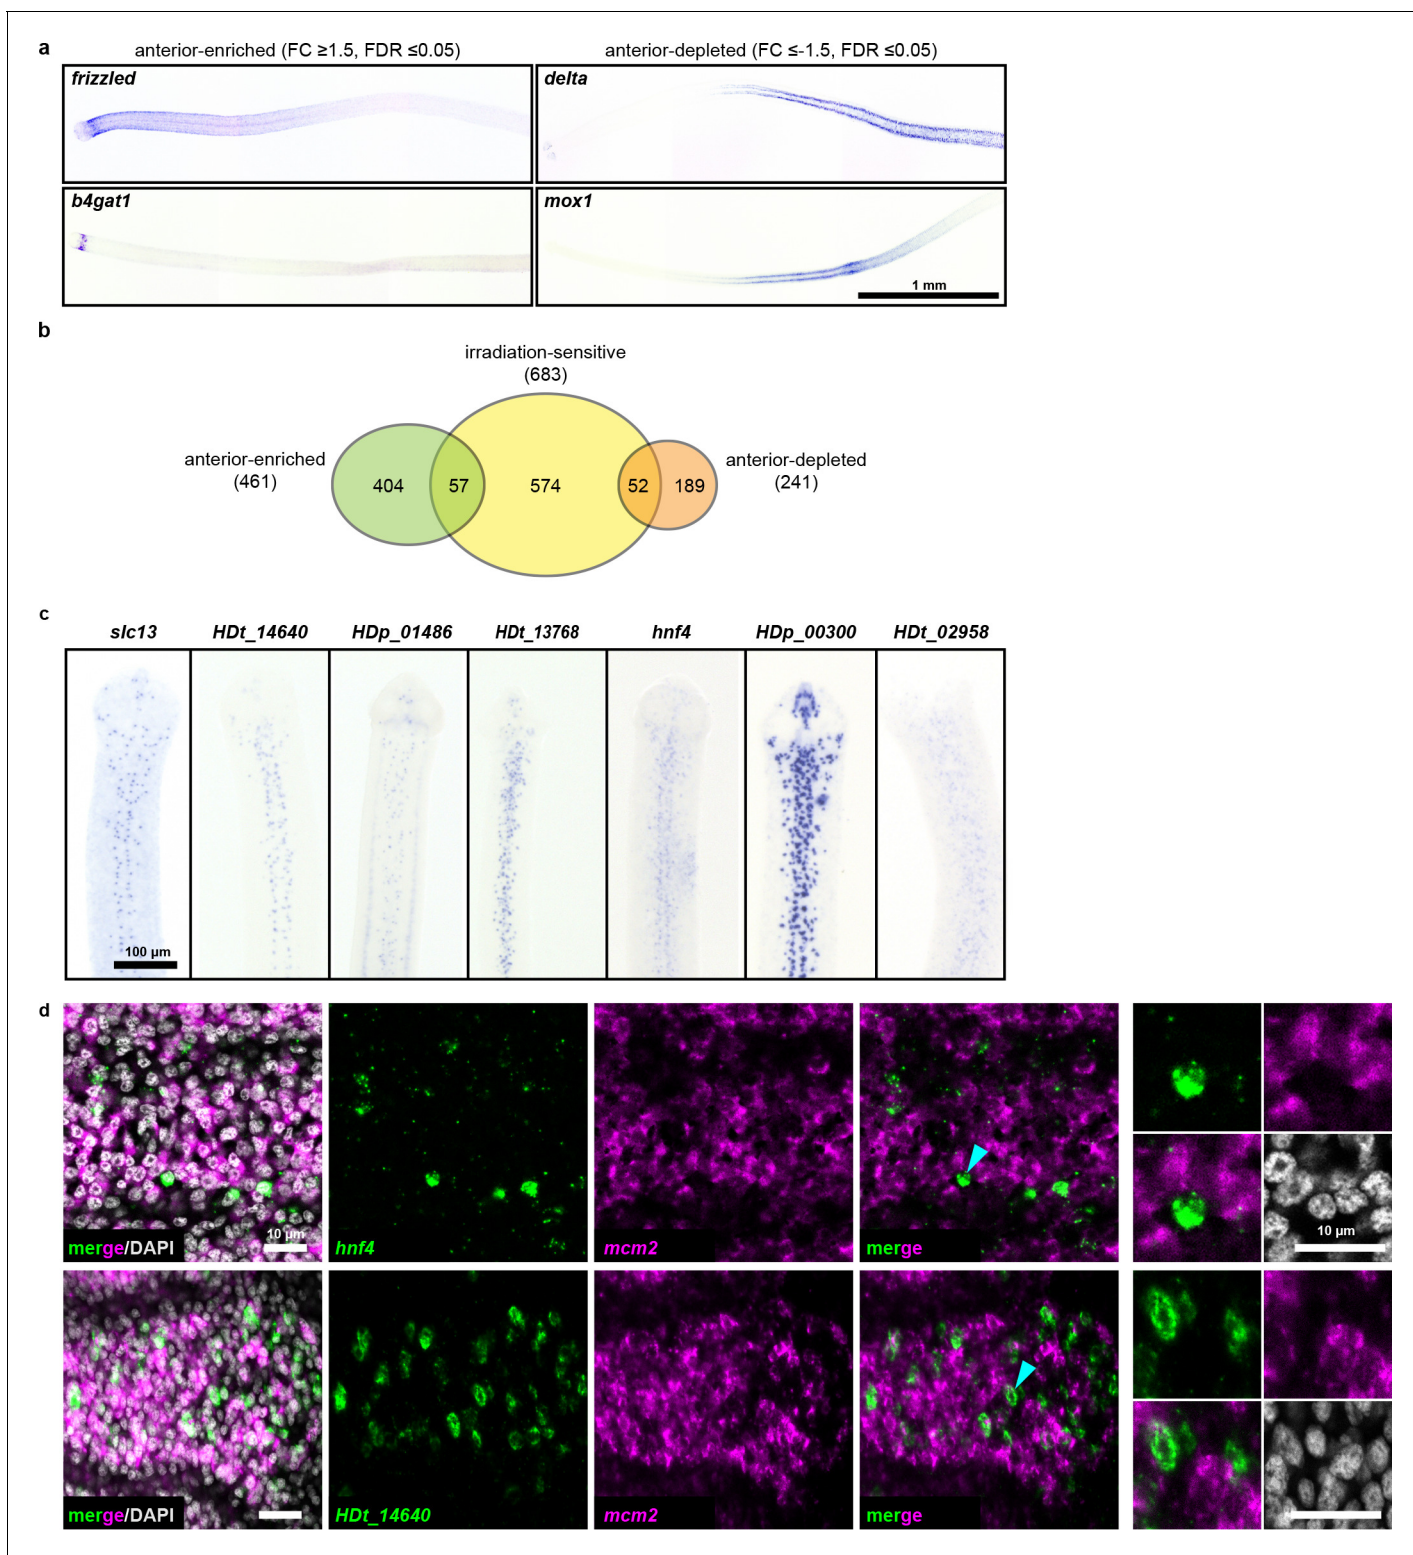 a
anterior-enriched (FC ≥1.5, FDR ≤0.05)
anterior-depleted (FC ≤-1.5, FDR ≤0.05)
frizzled
delta
b4gat1
mox1
1 mm
b
irradiation-sensitive
(683)
anterior-enriched
(461)
404
57
574
52
189
anterior-depleted
(241)
c
slc13
HDt_14640
HDp_01486
HDt_13768
hnf4
HDp_00300
HDt_02958
100 µm
d
merge/DAPI
10 µm
hnf4
mcm2
merge
10 µm
merge/DAPI
HDt_14640
mcm2
merge